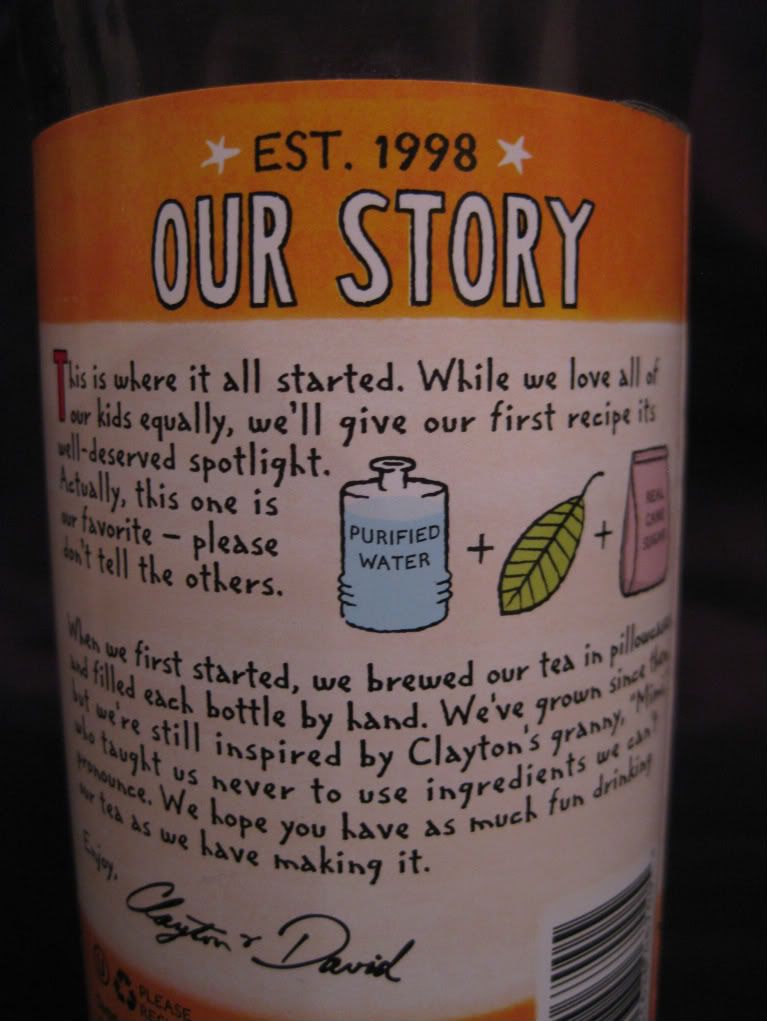 EST. 1998
OUR STORY
This is where it all started. While we love all of
our kids equally, we'll give our first recipe its
well-deserved spotlight.
Actually, this one is
our favorite – please
don't tell the others.
PURIFIED
WATER
+
+
REAL
CANE
SUGAR
When we first started, we brewed our tea in pillowcases
and filled each bottle by hand. We've grown since then,
but we're still inspired by Clayton's granny, "Mimi,"
who taught us never to use ingredients we can't
pronounce. We hope you have as much fun drinking
our tea as we have making it.
Enjoy,
Clayton & David
U
PLEASE